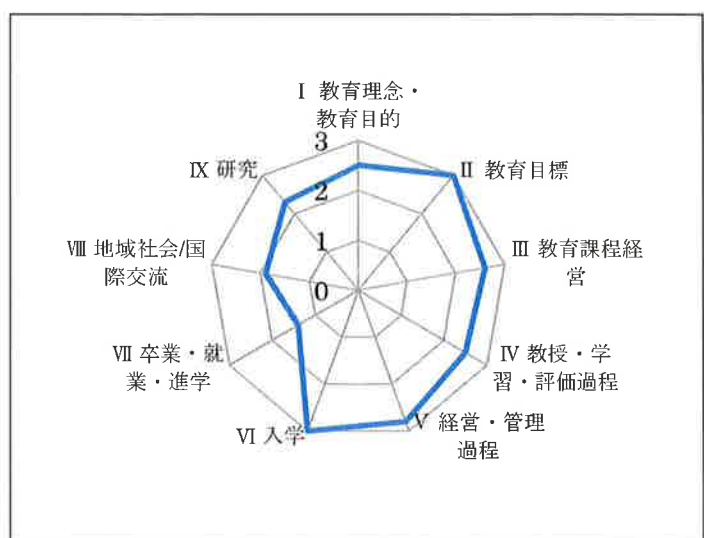 Ⅰ 教育理念・
教育目的
3
2
1
0
Ⅱ 教育目標
Ⅲ 教育課程経
営
Ⅳ 教授・学
習・評価過程
Ⅴ 経営・管理
過程
Ⅵ 入学
Ⅶ 卒業・就
業・進学
Ⅷ 地域社会/国
際交流
Ⅸ 研究